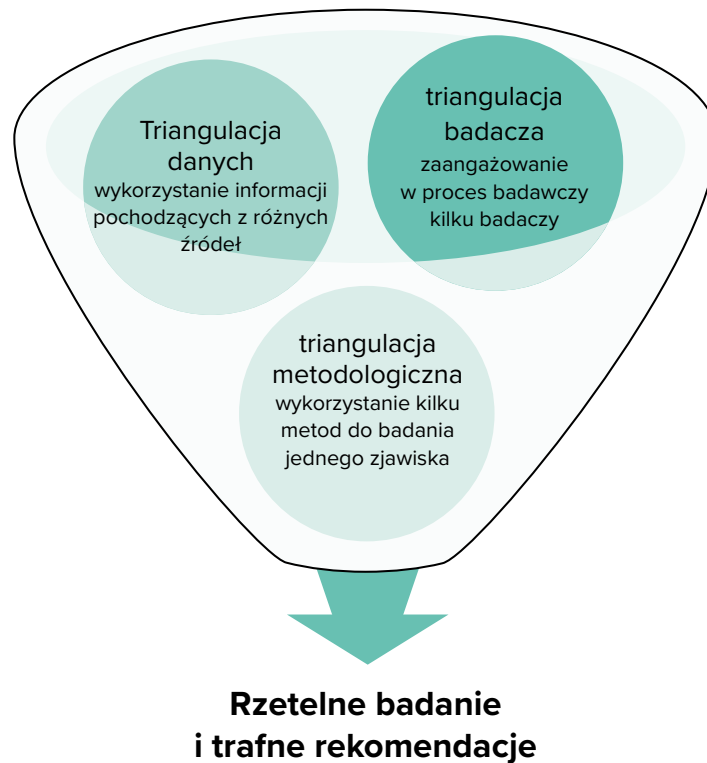 Triangulacja
danych
wykorzystanie informacji
pochodzących z różnych
źródeł
triangulacja
badacza
zaangażowanie
w proces badawczy
kilku badaczy
triangulacja
metodologiczna
wykorzystanie kilku
metod do badania
jednego zjawiska
Rzetelne badanie
i trafne rekomendacje